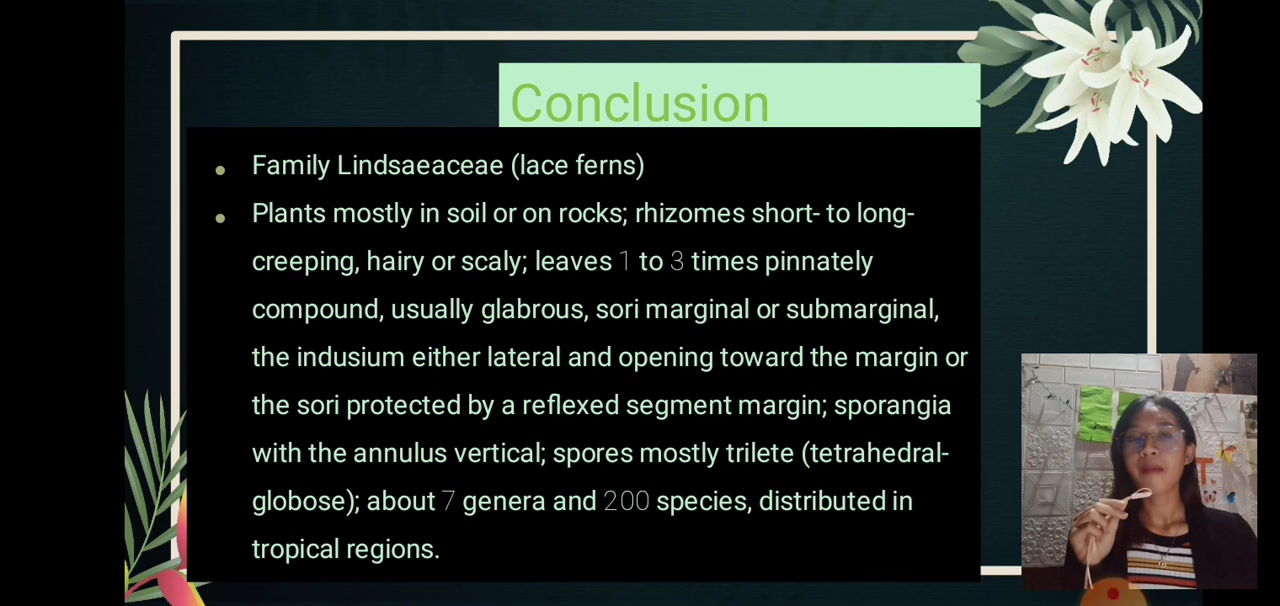 Conclusion
Family Lindsaeaceae (lace ferns)
Plants mostly in soil or on rocks; rhizomes short- to long-
creeping, hairy or scaly; leaves 1 to 3 times pinnately
compound, usually glabrous, sori marginal or submarginal,
the indusium either lateral and opening toward the margin or
the sori protected by a reflexed segment margin; sporangia
with the annulus vertical; spores mostly trilete (tetrahedral-
globose); about 7 genera and 200 species, distributed in
tropical regions.